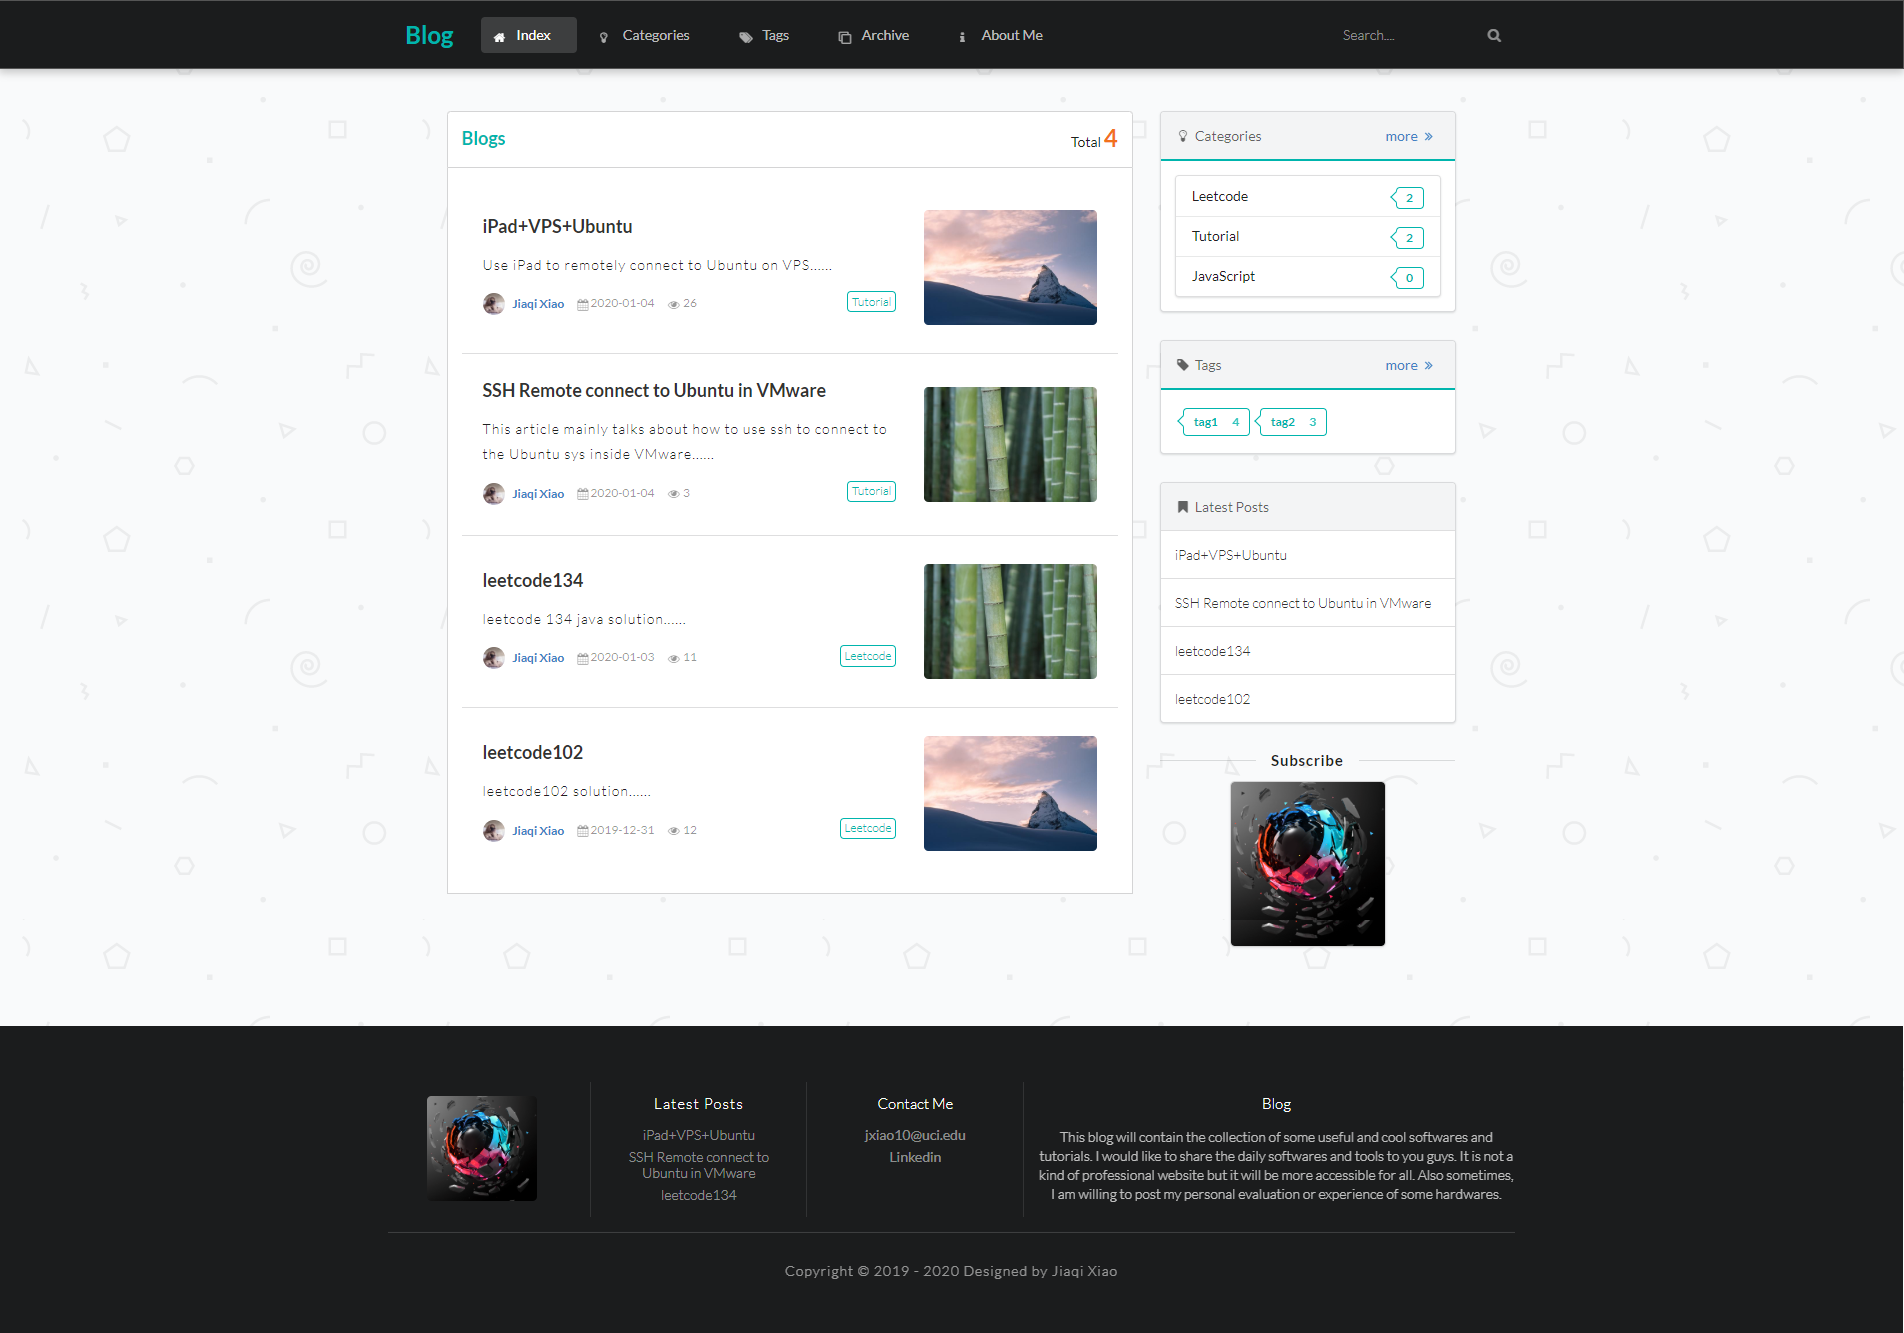 Blog
Index
Categories
Tags
Archive
About Me
Search....
Blogs
Total 4
iPad+VPS+Ubuntu
Use iPad to remotely connect to Ubuntu on VPS......
Jiaqi Xiao 2020-01-04 26
Tutorial
SSH Remote connect to Ubuntu in VMware
This article mainly talks about how to use ssh to connect to
the Ubuntu sys inside VMware......
Jiaqi Xiao 2020-01-04 3
Tutorial
leetcode134
leetcode 134 java solution......
Jiaqi Xiao 2020-01-03 11
Leetcode
leetcode102
leetcode102 solution......
Jiaqi Xiao 2019-12-31 12
Leetcode
Categories
more »
Leetcode 2
Tutorial 2
JavaScript 0
Tags
more »
tag1 4
tag2 3
Latest Posts
iPad+VPS+Ubuntu
SSH Remote connect to Ubuntu in VMware
leetcode134
leetcode102
Subscribe
Latest Posts
iPad+VPS+Ubuntu
SSH Remote connect to
Ubuntu in VMware
leetcode134
Contact Me
jxiao10@uci.edu
Linkedin
Blog
This blog will contain the collection of some useful and cool softwares and
tutorials. I would like to share the daily softwares and tools to you guys. It is not a
kind of professional website but it will be more accessible for all. Also sometimes,
I am willing to post my personal evaluation or experience of some hardwares.
Copyright © 2019 - 2020 Designed by Jiaqi Xiao